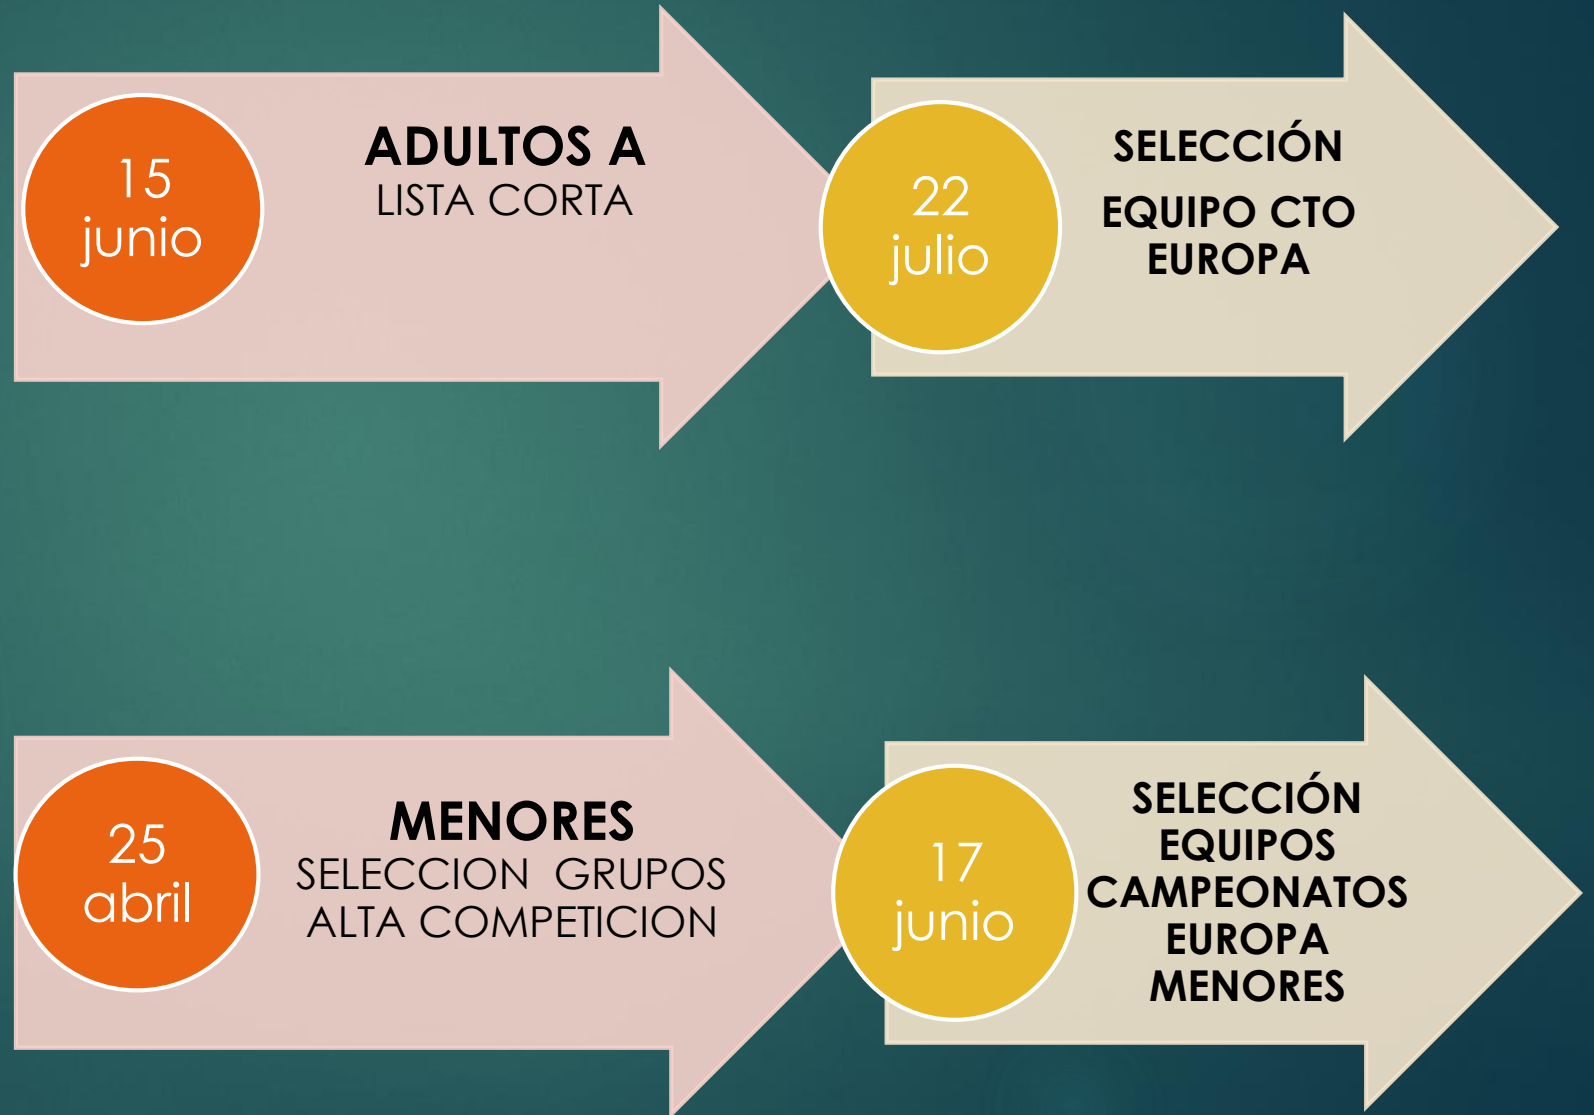 15
junio
ADULTOS A
LISTA CORTA
22
julio
SELECCIÓN
EQUIPO CTO
EUROPA
25
abril
MENORES
SELECCION GRUPOS
ALTA COMPETICION
17
junio
SELECCIÓN
EQUIPOS
CAMPEONATOS
EUROPA
MENORES